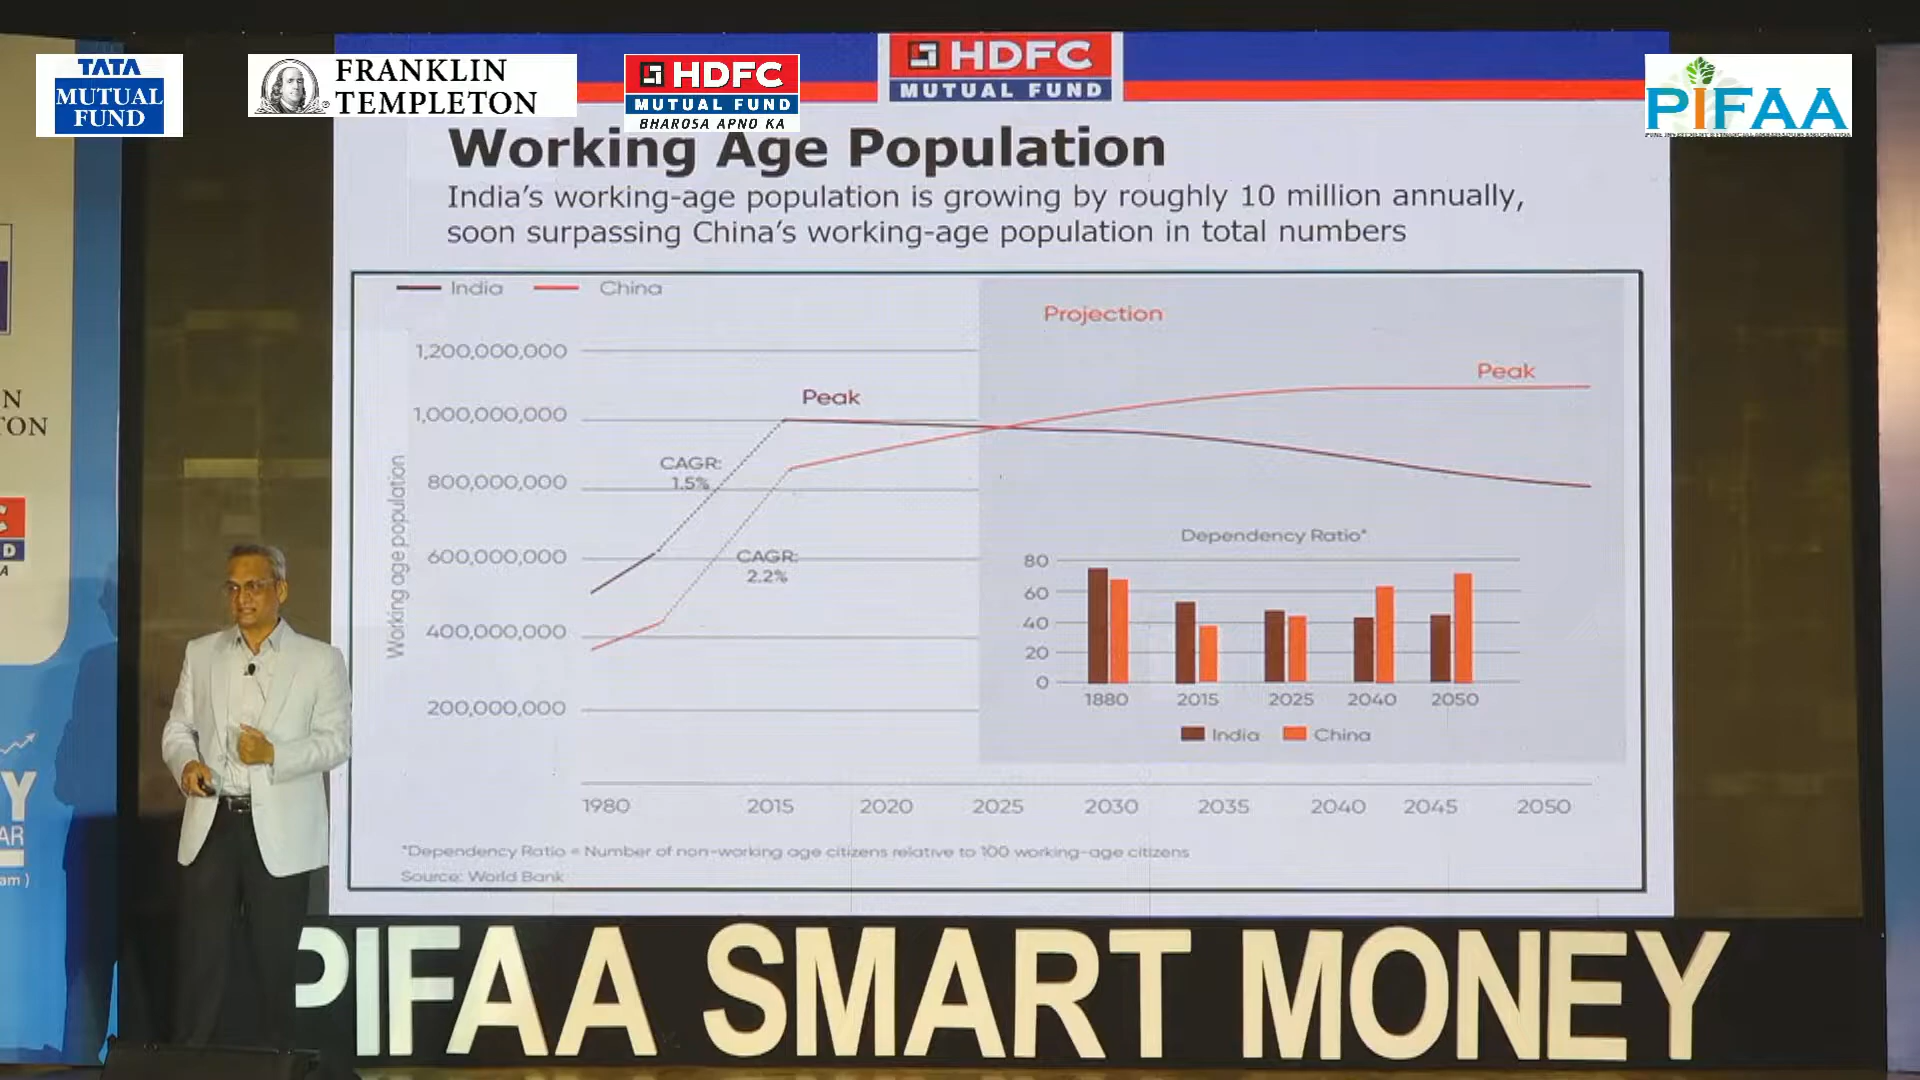 TATA
MUTUAL
FUND
FRANKLIN
TEMPLETON
HDFC
MUTUAL FUND
BHAROSA APNO KA
HDFC
MUTUAL FUND
PIFAA
Working Age Population
India's working-age population is growing by roughly 10 million annually,
soon surpassing China's working-age population in total numbers
India China
Projection
1,200,000,000
1,000,000,000
800,000,000
600,000,000
400,000,000
200,000,000
Working age population
Peak
Peak
CAGR:
1.5%
CAGR:
2.2%
Dependency Ratio*
80
60
40
20
0
1880 2015 2025 2040 2050
India China
1980 2015 2020 2025 2030 2035 2040 2045 2050
*Dependency Ratio = Number of non-working age citizens relative to 100 working-age citizens
Source: World Bank
N
TON
C
D
A
Y
AR
am )
PIFAA SMART MONEY